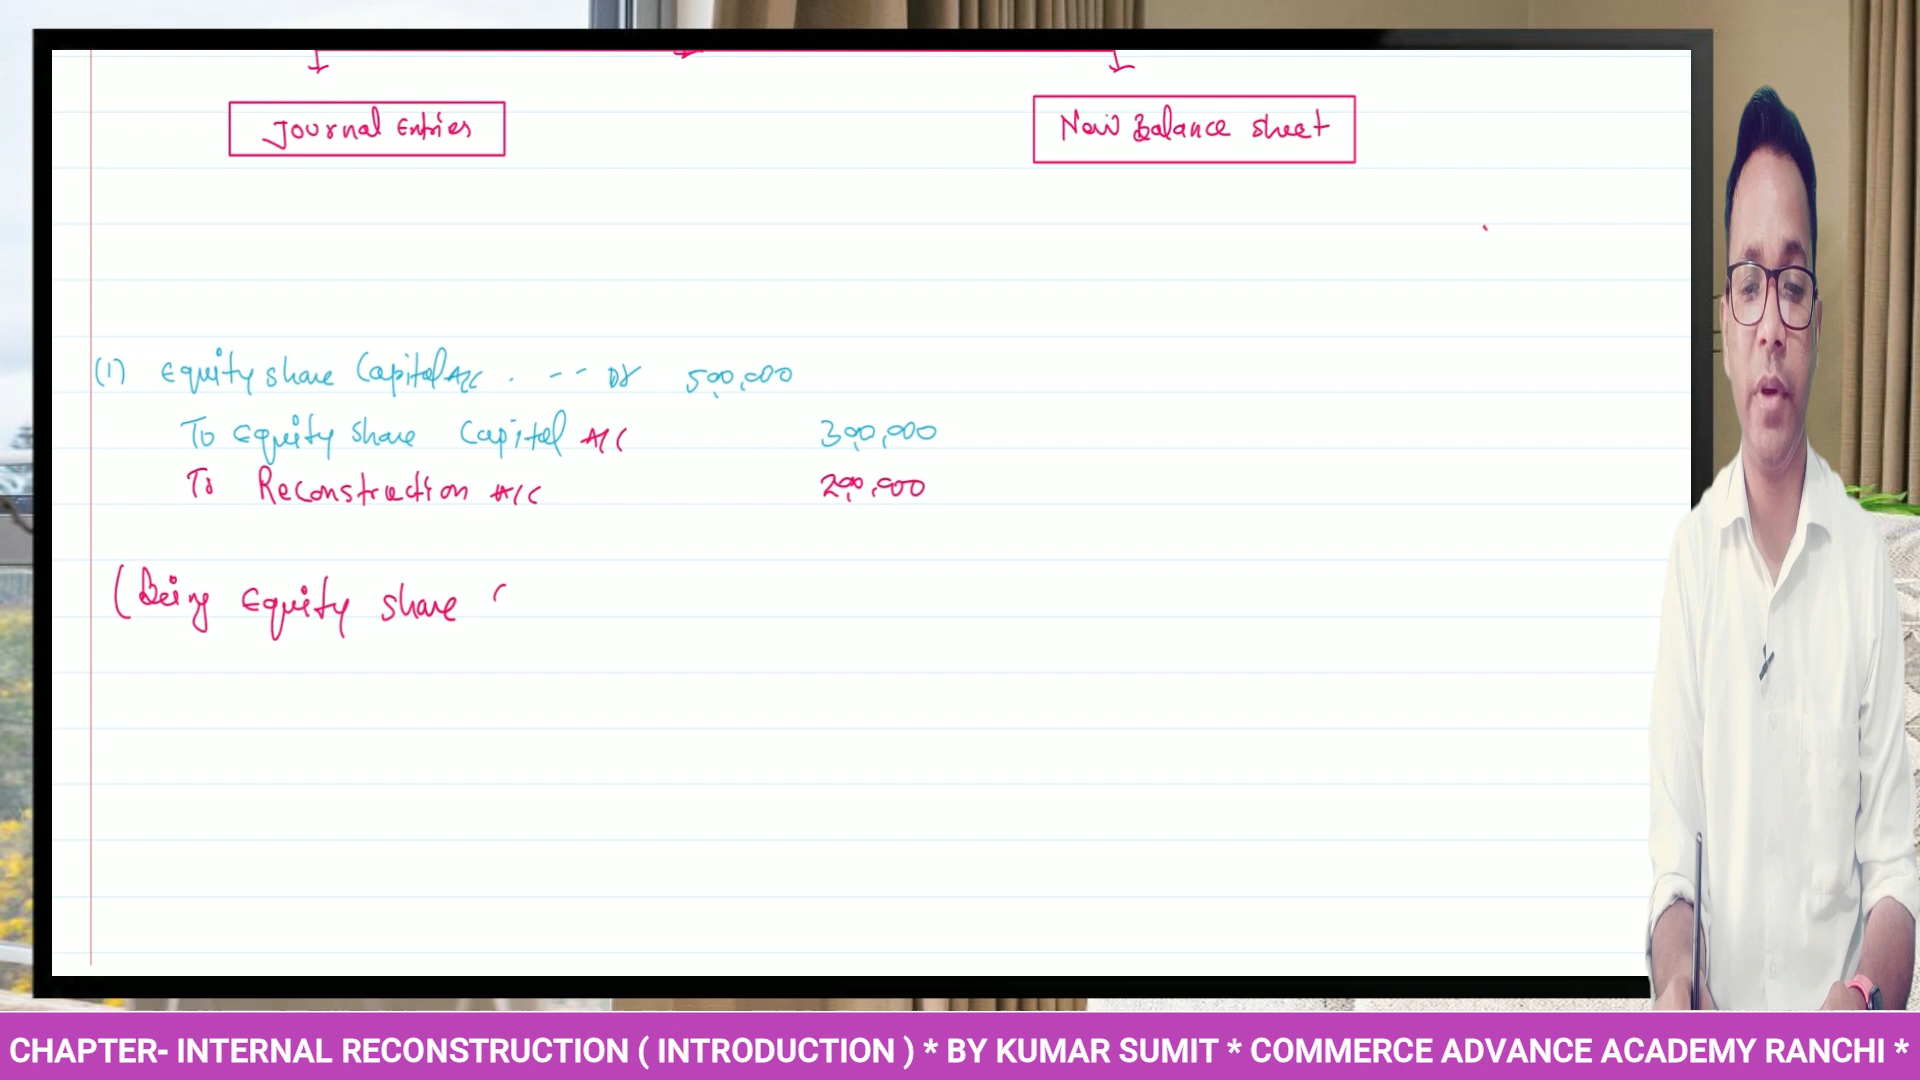 Journal Entries
New Balance Sheet
(1) Equity share Capital A/c . -- Dr 500,000
To Equity share Capital A/C 300,000
To Reconstruction A/C 200,000
(Being Equity share C
CHAPTER- INTERNAL RECONSTRUCTION ( INTRODUCTION ) * BY KUMAR SUMIT * COMMERCE ADVANCE ACADEMY RANCHI *